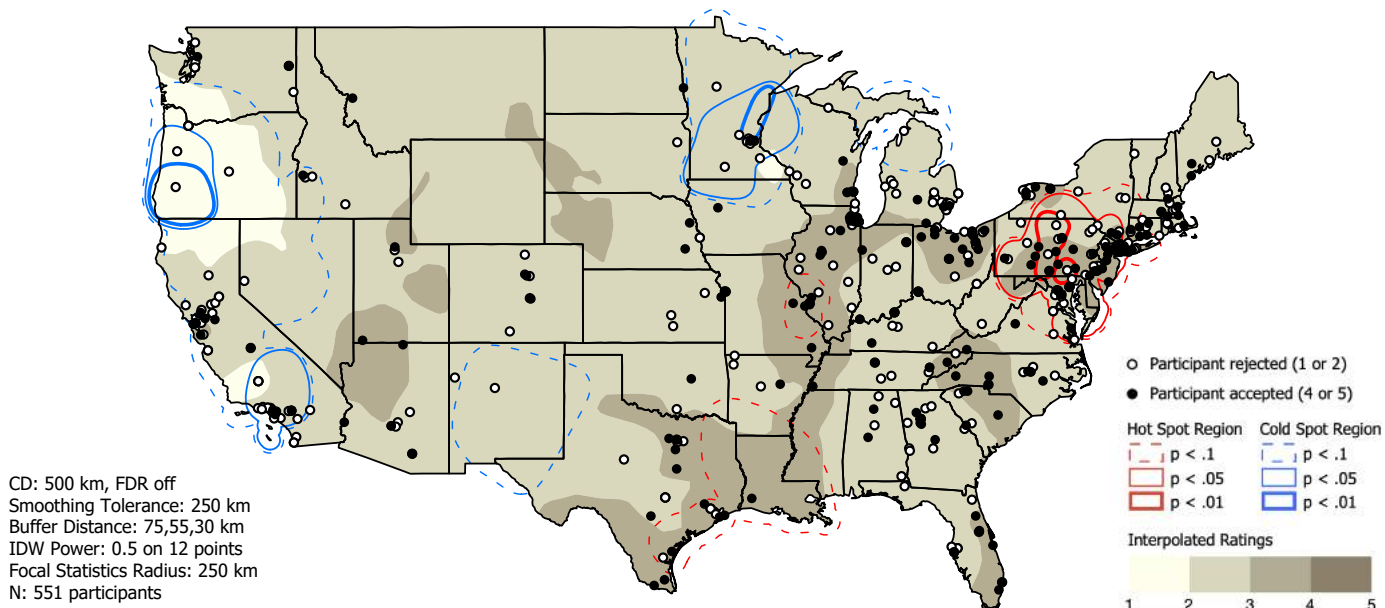 CD: 500 km, FDR off
Smoothing Tolerance: 250 km
Buffer Distance: 75,55,30 km
IDW Power: 0.5 on 12 points
Focal Statistics Radius: 250 km
N: 551 participants
Participant rejected (1 or 2)
Participant accepted (4 or 5)
Hot Spot Region Cold Spot Region
p < .1 p < .1
p < .05 p < .05
p < .01 p < .01
Interpolated Ratings
1 2 3 4 5